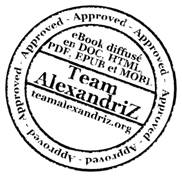 Approved - Approved - Approved - Approved - Approved - Approved - Approved -
eBook diffusé
en DOC, HTML,
PDF, EPUB et MOBI
Team
AlexandriZ
teamalexandriz.org